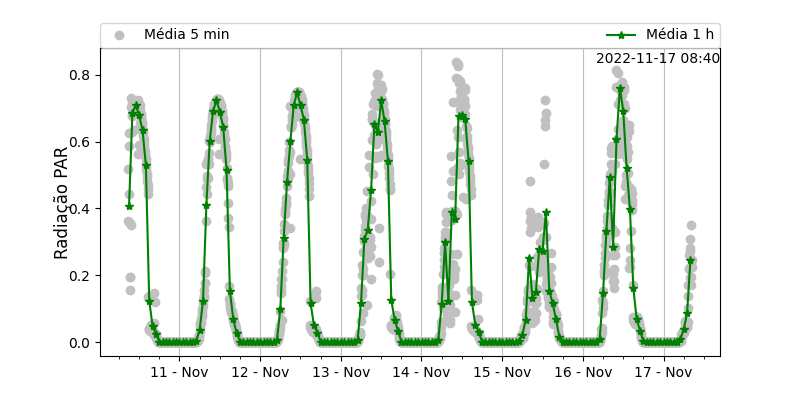 Média 5 min
Média 1 h
2022-11-17 08:40
Radiação PAR
0.8
0.6
0.4
0.2
0.0
11 - Nov
12 - Nov
13 - Nov
14 - Nov
15 - Nov
16 - Nov
17 - Nov